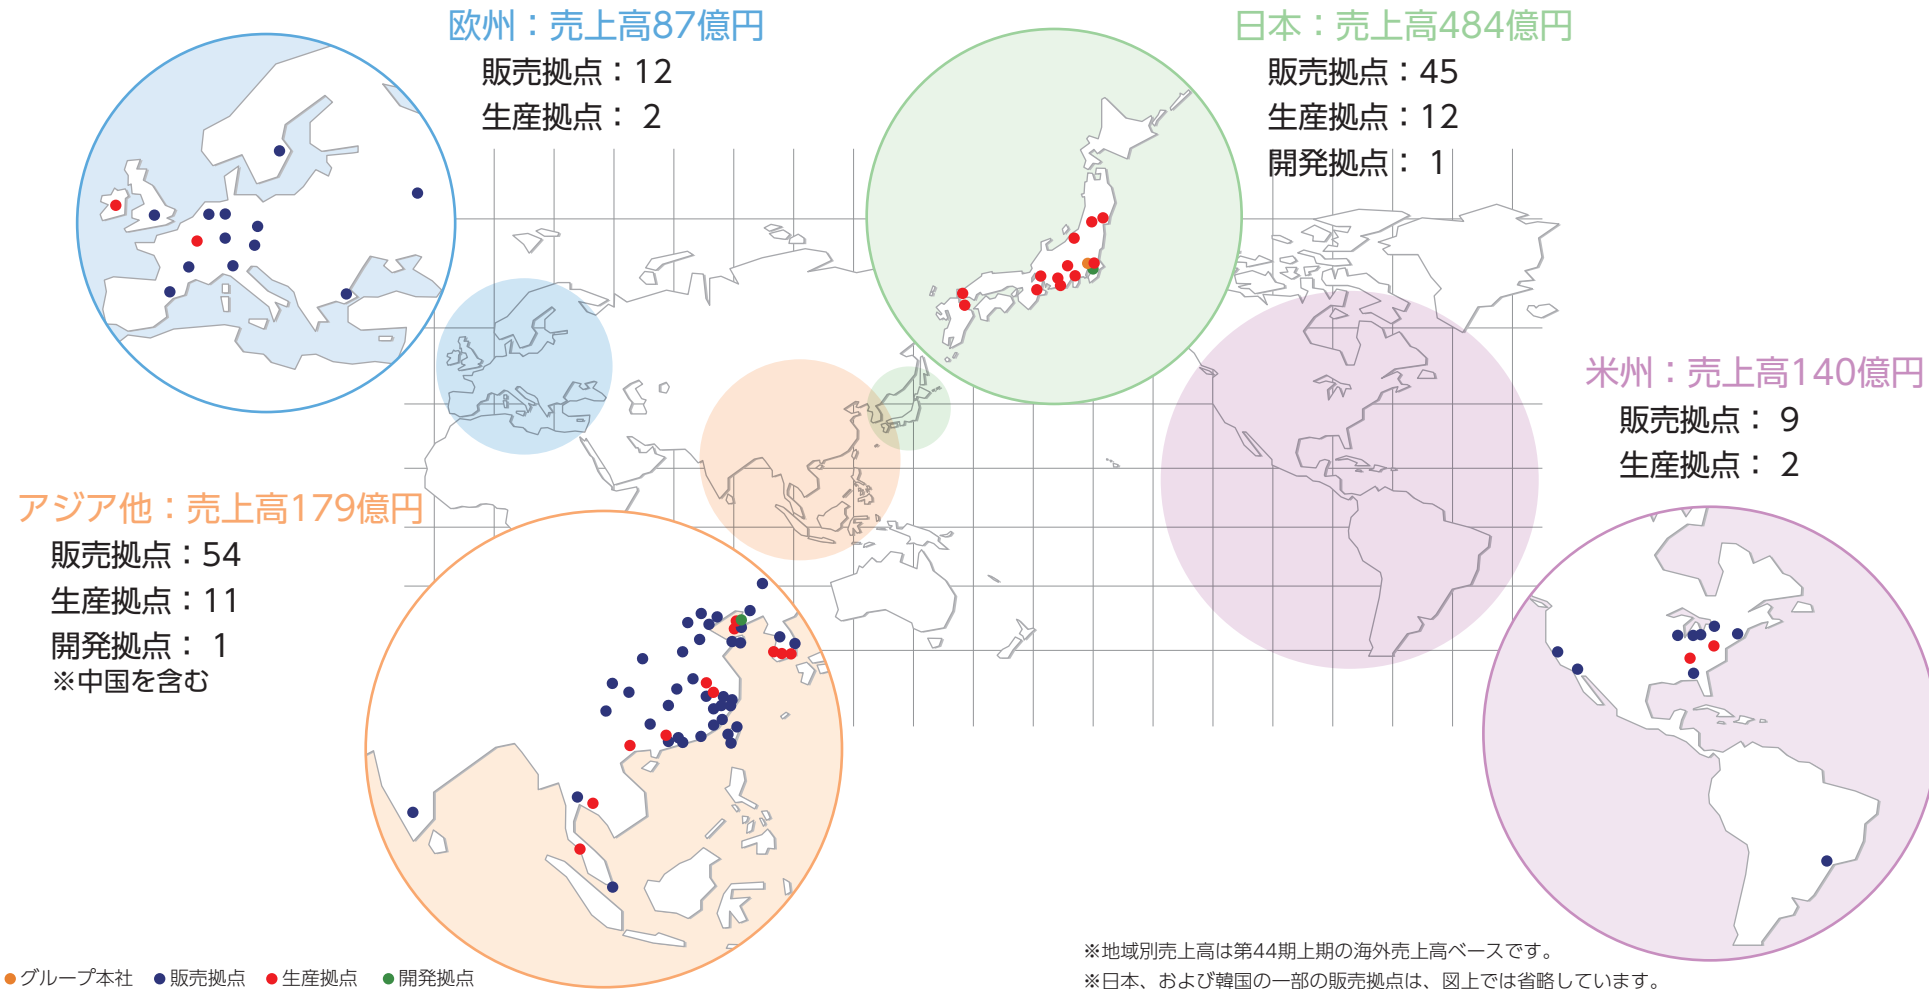 欧州：売上高87億円
販売拠点：12
生産拠点： 2
日本：売上高484億円
販売拠点：45
生産拠点：12
開発拠点： 1
米州：売上高140億円
販売拠点： 9
生産拠点： 2
アジア他：売上高179億円
販売拠点：54
生産拠点：11
開発拠点： 1
※中国を含む
※地域別売上高は第44期上期の海外売上高ベースです。
※日本、および韓国の一部の販売拠点は、図上では省略しています。
グループ本社 販売拠点 生産拠点 開発拠点